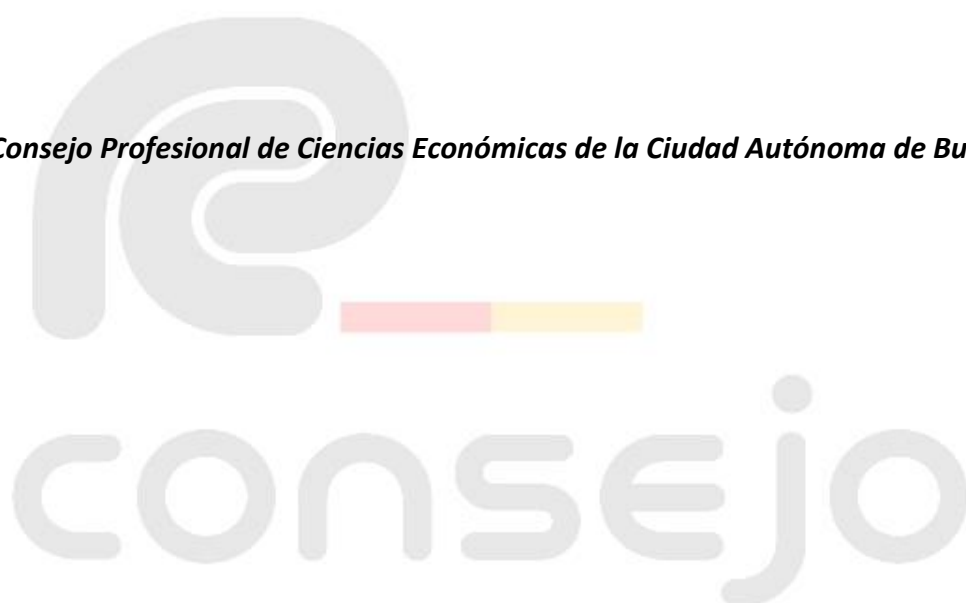 Consejo Profesional de Ciencias Económicas de la Ciudad Autónoma de Bu
consejo